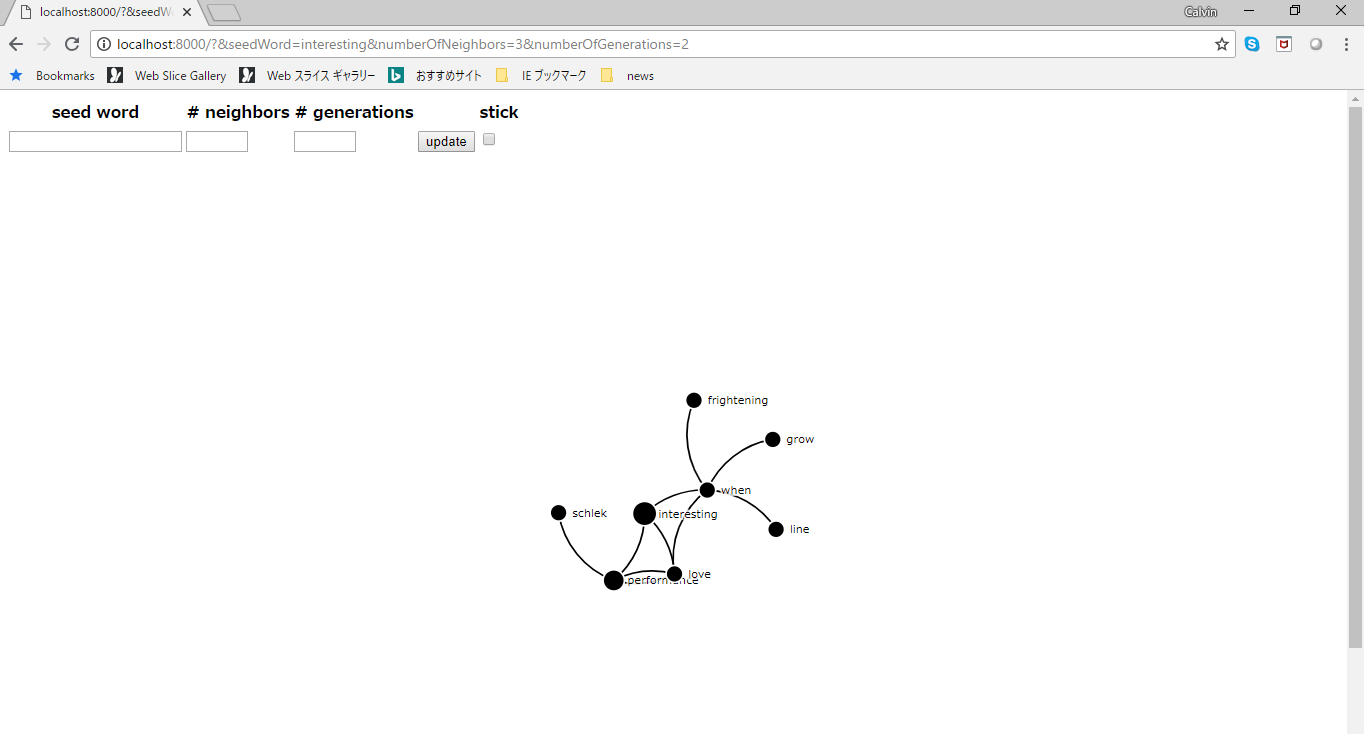 localhost:8000/?&seedW
Calvin
localhost:8000/?&seedWord=interesting&numberOfNeighbors=3&numberOfGenerations=2
Bookmarks Web Slice Gallery Web スライス ギャラリー おすすめサイト IE ブックマーク news
seed word # neighbors # generations stick
update
frightening
grow
when
schlek interesting
line
love
performance